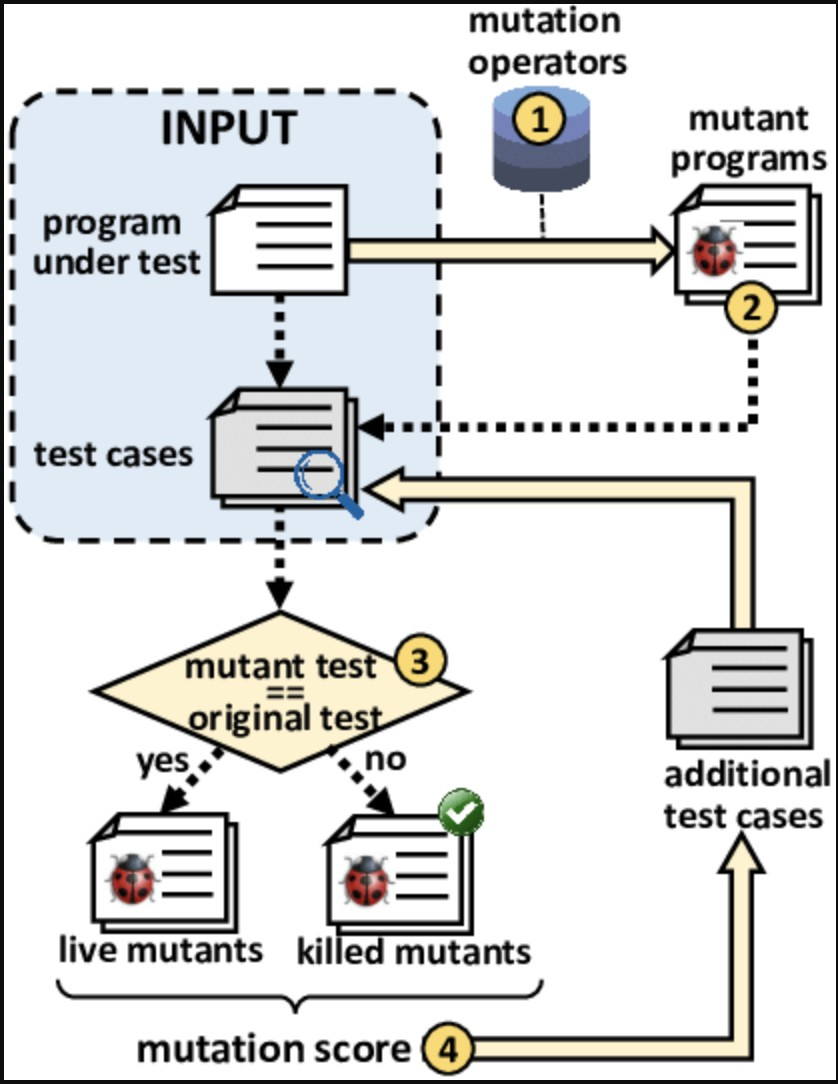 mutation
operators
1
INPUT
mutant
programs
program
under test
2
test cases
mutant test
==
original test
3
yes
no
additional
test cases
live mutants
killed mutants
mutation score
4